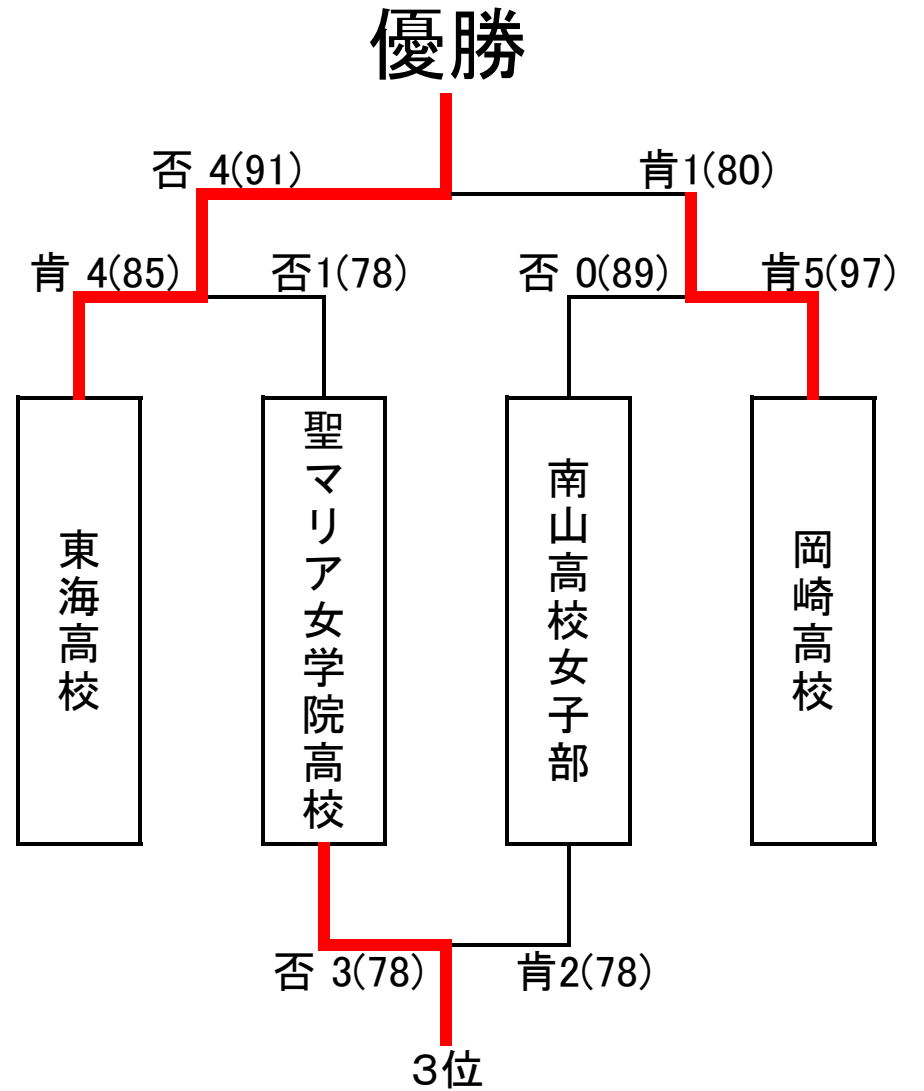 優勝
否 4(91)
肯1(80)
肯 4(85)
否1(78)
否 0(89)
肯5(97)
東海高校
聖マリア女学院高校
南山高校女子部
岡崎高校
否 3(78)
肯2(78)
３位